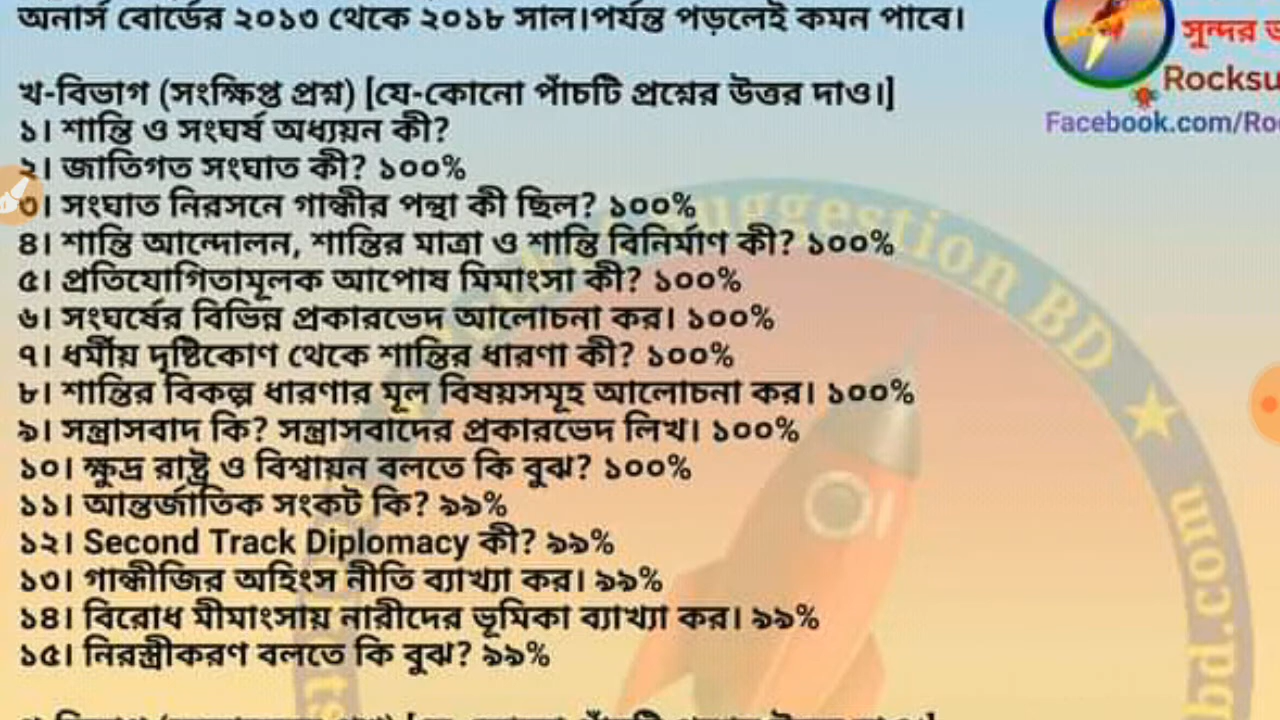 অনার্স বোর্ডের ২০১৩ থেকে ২০১৮ সাল।পর্যন্ত পড়লেই কমন পাবে।
সুন্দর
Rocksu
Facebook.com/Ro
খ-বিভাগ (সংক্ষিপ্ত প্রশ্ন) [যে-কোনো পাঁচটি প্রশ্নের উত্তর দাও।]
১। শান্তি ও সংঘর্ষ অধ্যয়ন কী?
২। জাতিগত সংঘাত কী? ১০০%
৩। সংঘাত নিরসনে গান্ধীর পন্থা কী ছিল? ১০০%
৪। শান্তি আন্দোলন, শান্তির মাত্রা ও শান্তি বিনির্মাণ কী? ১০০%
৫। প্রতিযোগিতামূলক আপোষ মিমাংসা কী? ১০০%
৬। সংঘর্ষের বিভিন্ন প্রকারভেদ আলোচনা কর। ১০০%
৭। ধর্মীয় দৃষ্টিকোণ থেকে শান্তির ধারণা কী? ১০০%
৮। শান্তির বিকল্প ধারণার মূল বিষয়সমূহ আলোচনা কর। ১০০%
৯। সন্ত্রাসবাদ কি? সন্ত্রাসবাদের প্রকারভেদ লিখ। ১০০%
১০। ক্ষুদ্র রাষ্ট্র ও বিশ্বায়ন বলতে কি বুঝ? ১০০%
১১। আন্তর্জাতিক সংকট কি? ৯৯%
১২। Second Track Diplomacy কী? ৯৯%
১৩। গান্ধীজির অহিংস নীতি ব্যাখ্যা কর। ৯৯%
১৪। বিরোধ মীমাংসায় নারীদের ভূমিকা ব্যাখ্যা কর। ৯৯%
১৫। নিরস্ত্রীকরণ বলতে কি বুঝ? ৯৯%
uggestion BD
bd.com